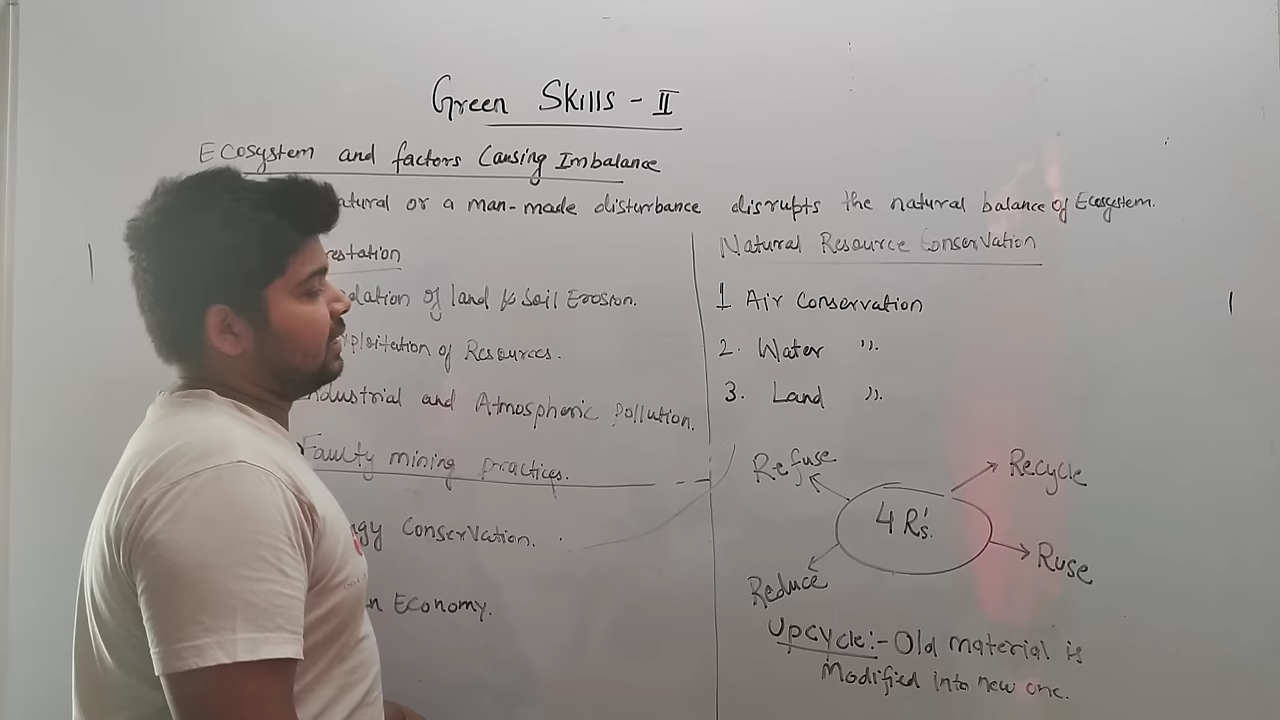 Green Skills - II
Ecosystem and factors Causing Imbalance
atural or a man-made disturbance disrupts the natural balance of Ecosystem.
restation
dation of land & Soil Erosion.
xploitation of Resources.
ndustrial and Atmospheric Pollution.
Faulty mining practices.
gy Conservation.
n Economy.
Natural Resource Conservation
1 Air Conservation
2. Water ".
3. Land ".
Refuse
Recycle
4 R's.
Reduce
Ruse
Upcycle:- Old material is
Modified into new one.